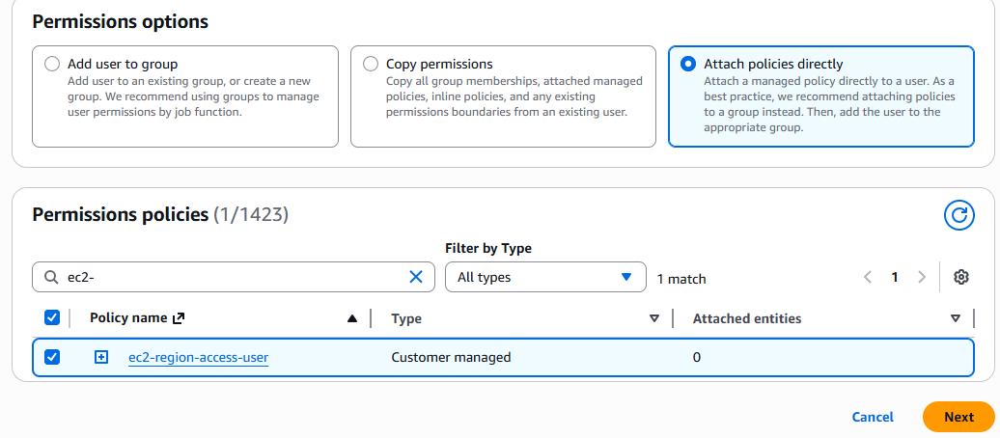 Permissions options
Add user to group
Add user to an existing group, or create a new
group. We recommend using groups to manage
user permissions by job function.
Copy permissions
Copy all group memberships, attached managed
policies, inline policies, and any existing
permissions boundaries from an existing user.
Attach policies directly
Attach a managed policy directly to a user. As a
best practice, we recommend attaching policies
to a group instead. Then, add the user to the
appropriate group.
Permissions policies (1/1423)
Filter by Type
ec2-
All types
1 match
1
Policy name
Type
Attached entities
ec2-region-access-user
Customer managed
0
Cancel
Next